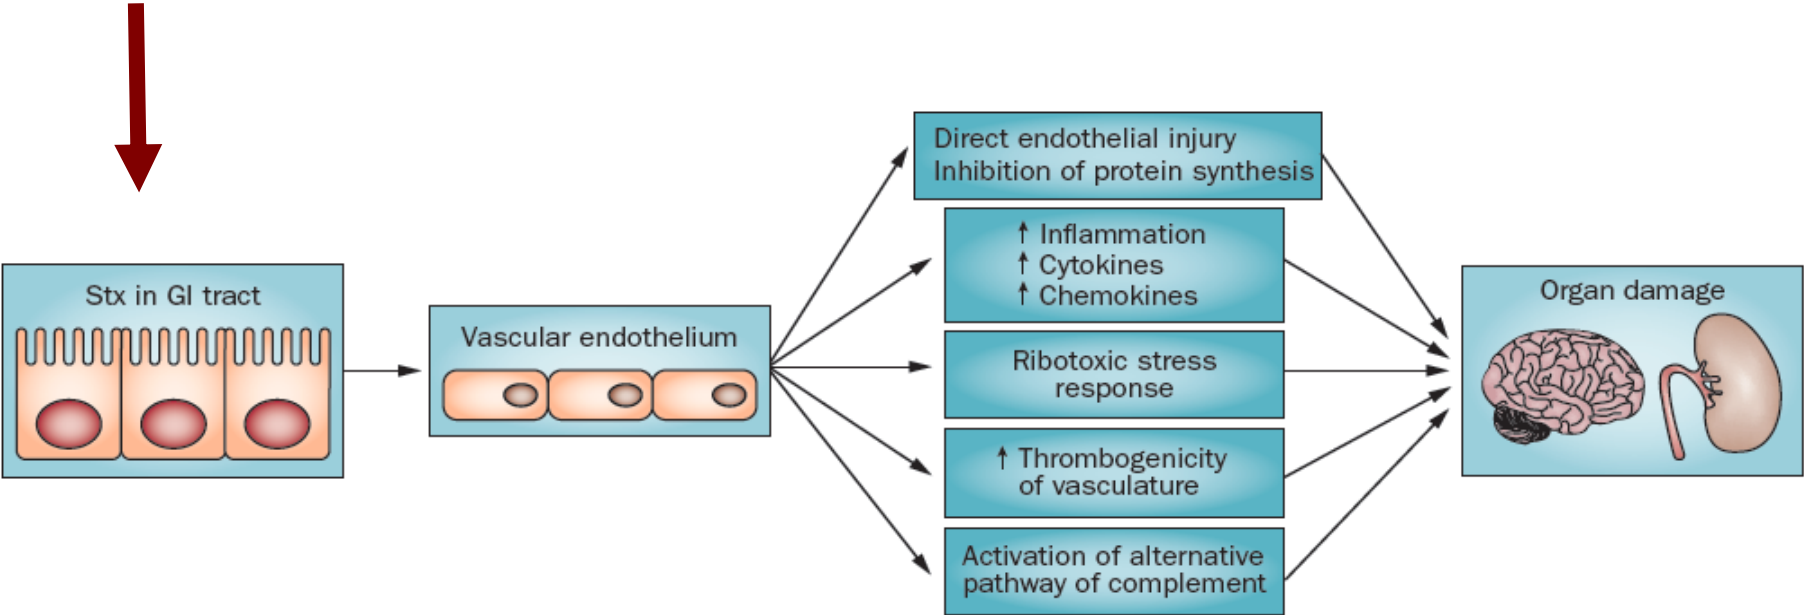 Stx in GI tract
Vascular endothelium
Direct endothelial injury
Inhibition of protein synthesis
↑ Inflammation
↑ Cytokines
↑ Chemokines
Ribotoxic stress
response
↑ Thrombogenicity
of vasculature
Activation of alternative
pathway of complement
Organ damage